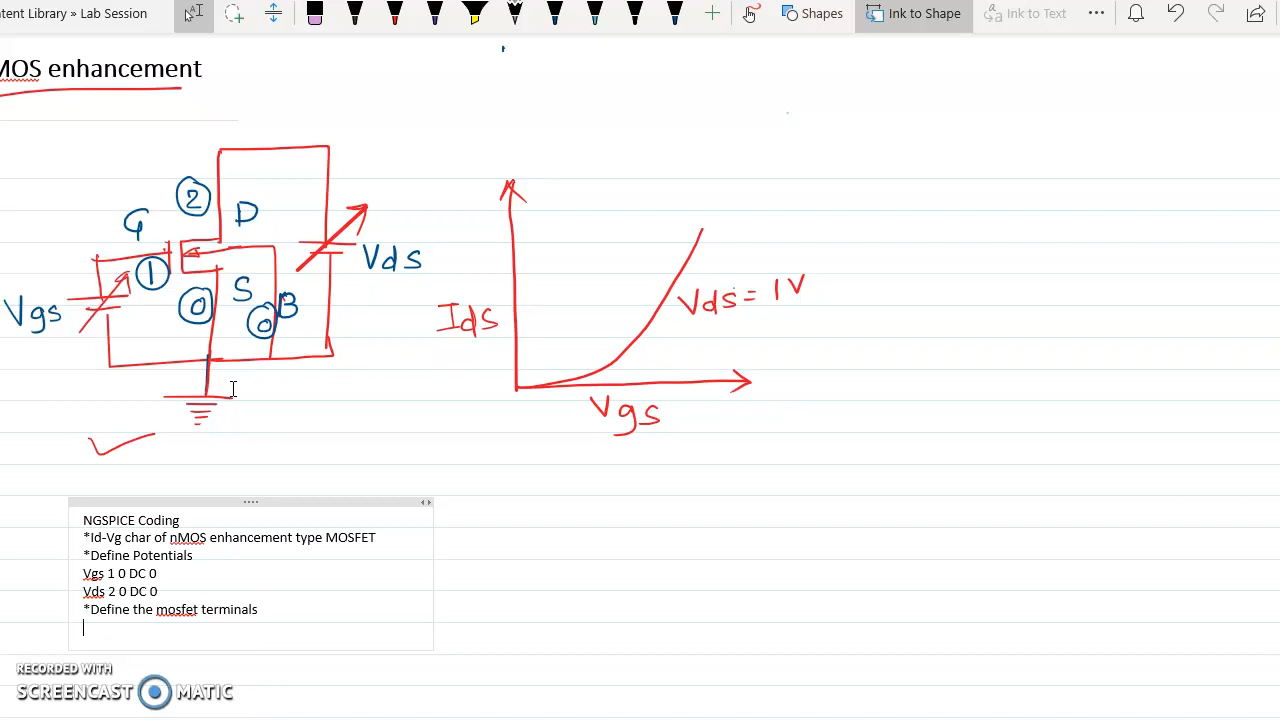 tent Library » Lab Session
Shapes
Ink to Shape
Ink to Text
MOS enhancement
2
G
D
1
Vds
Vgs
0
S
0
B
Ids
Vds = 1V
Vgs
NGSPICE Coding
*Id-Vg char of nMOS enhancement type MOSFET
*Define Potentials
Vgs 1 0 DC 0
Vds 2 0 DC 0
*Define the mosfet terminals
RECORDED WITH
SCREENCAST MATIC